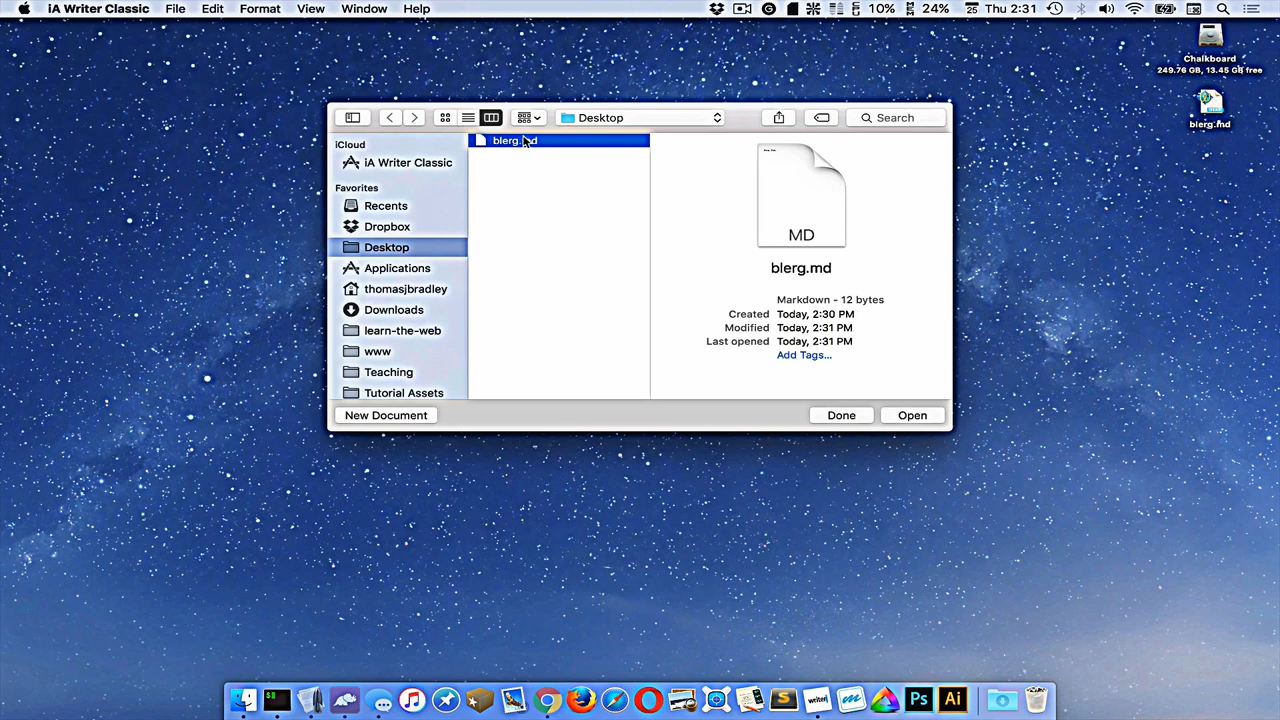 iA Writer Classic File Edit Format View Window Help 10% 24% 25 Thu 2:31
Chalkboard
249.76 GB, 13.45 GB free
blerg.md
Desktop
Search
iCloud
iA Writer Classic
Favorites
Recents
Dropbox
Desktop
Applications
thomasjbradley
Downloads
learn-the-web
www
Teaching
Tutorial Assets
blerg.md
MD
blerg.md
Markdown - 12 bytes
Created Today, 2:30 PM
Modified Today, 2:31 PM
Last opened Today, 2:31 PM
Add Tags...
New Document Done Open
writer Ps Ai